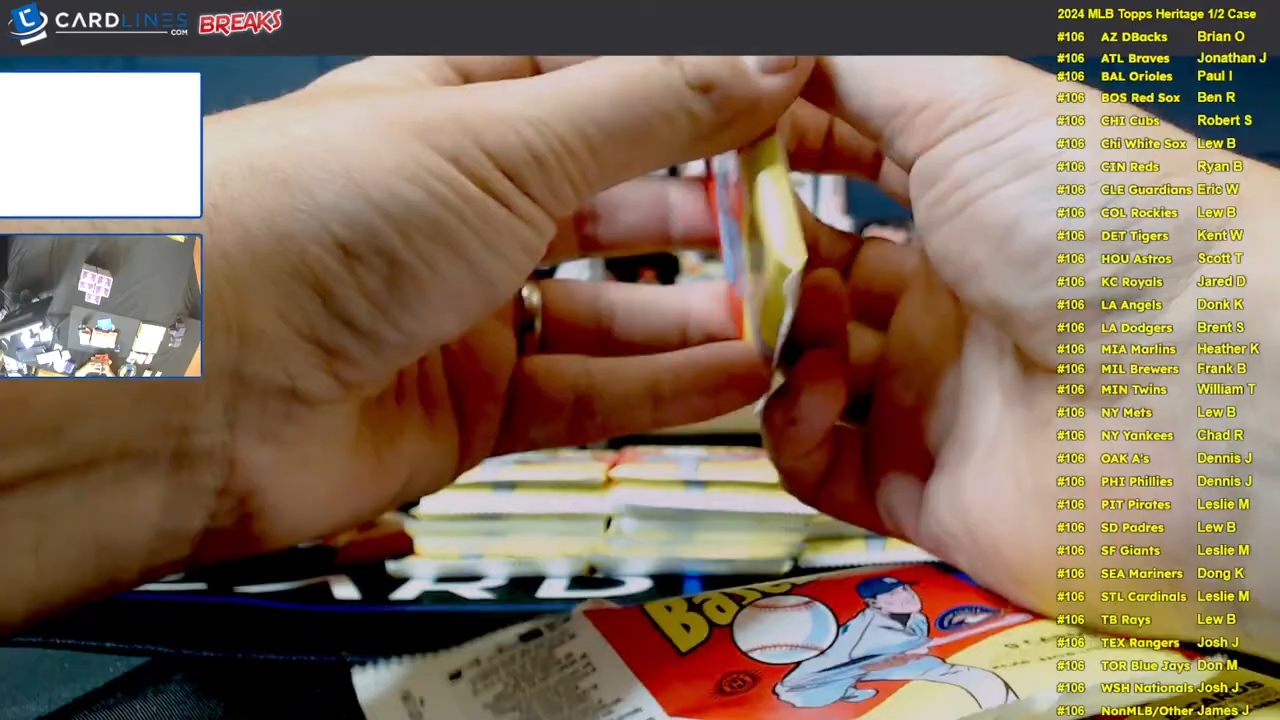 CARDLINES
.COM
BREAKS
2024 MLB Topps Heritage 1/2 Case
#106 AZ DBacks Brian O
#106 ATL Braves Jonathan J
#106 BAL Orioles Paul I
#106 BOS Red Sox Ben R
#106 CHI Cubs Robert S
#106 Chi White Sox Lew B
#106 CIN Reds Ryan B
#106 CLE Guardians Eric W
#106 COL Rockies Lew B
#106 DET Tigers Kent W
#106 HOU Astros Scott T
#106 KC Royals Jared D
#106 LA Angels Donk K
#106 LA Dodgers Brent S
#106 MIA Marlins Heather K
#106 MIL Brewers Frank B
#106 MIN Twins William T
#106 NY Mets Lew B
#106 NY Yankees Chad R
#106 OAK A's Dennis J
#106 PHI Phillies Dennis J
#106 PIT Pirates Leslie M
#106 SD Padres Lew B
#106 SF Giants Leslie M
#106 SEA Mariners Dong K
#106 STL Cardinals Leslie M
#106 TB Rays Lew B
#106 TEX Rangers Josh J
#106 TOR Blue Jays Don M
#106 WSH Nationals Josh J
#106 NonMLB/Other James J
CARD
Bas